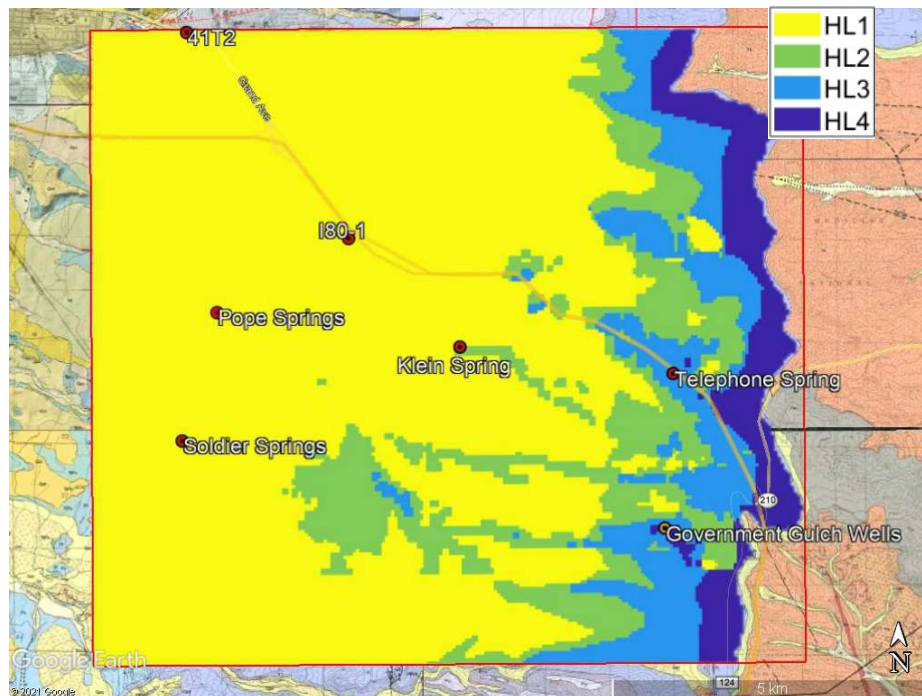 41T2
HL1
HL2
HL3
HL4
Grand Ave
I80-1
Pope Springs
Klein Spring
Telephone Spring
Soldier Springs
210
Government Gulch Wells
Google Earth
N
© 2021 Google
124
5 km